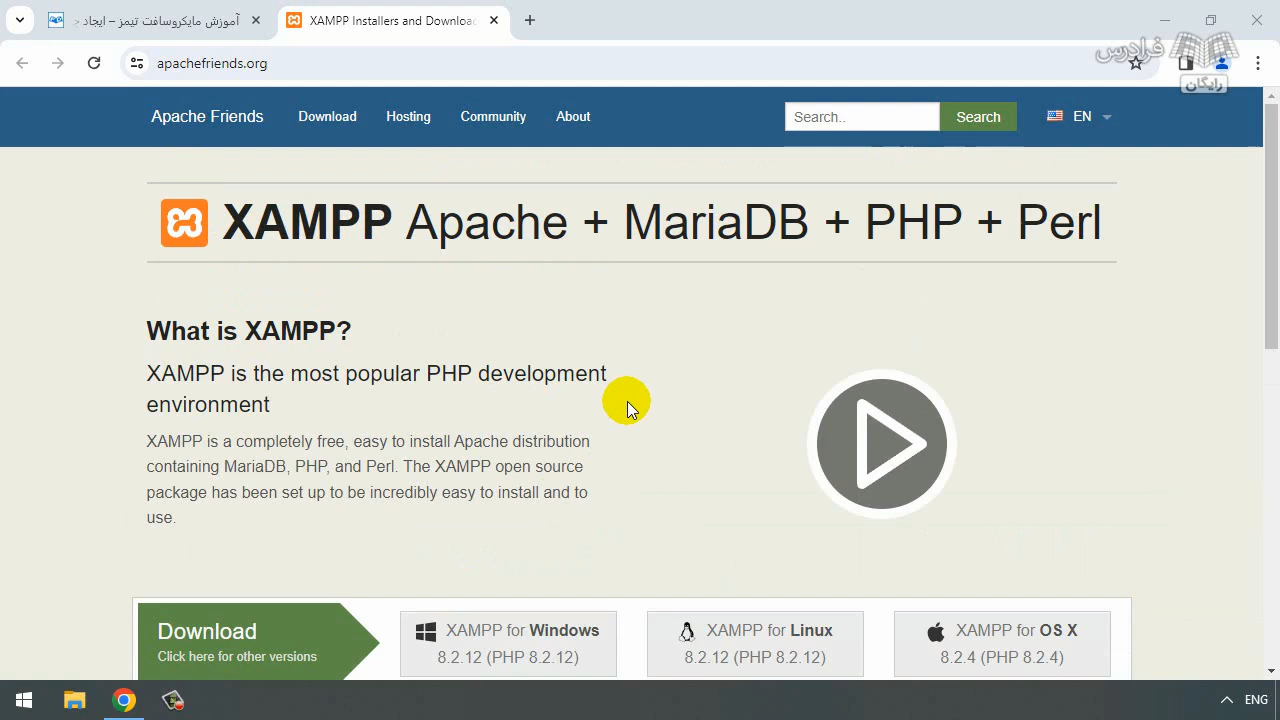 آموزش مایکروسافت تیمز – ایجاد
XAMPP Installers and Downloa
apachefriends.org
فرادرس
رایگان
Apache Friends
Download
Hosting
Community
About
Search..
Search
EN
XAMPP Apache + MariaDB + PHP + Perl
What is XAMPP?
XAMPP is the most popular PHP development
environment
XAMPP is a completely free, easy to install Apache distribution
containing MariaDB, PHP, and Perl. The XAMPP open source
package has been set up to be incredibly easy to install and to
use.
Download
Click here for other versions
XAMPP for Windows
8.2.12 (PHP 8.2.12)
XAMPP for Linux
8.2.12 (PHP 8.2.12)
XAMPP for OS X
8.2.4 (PHP 8.2.4)
ENG